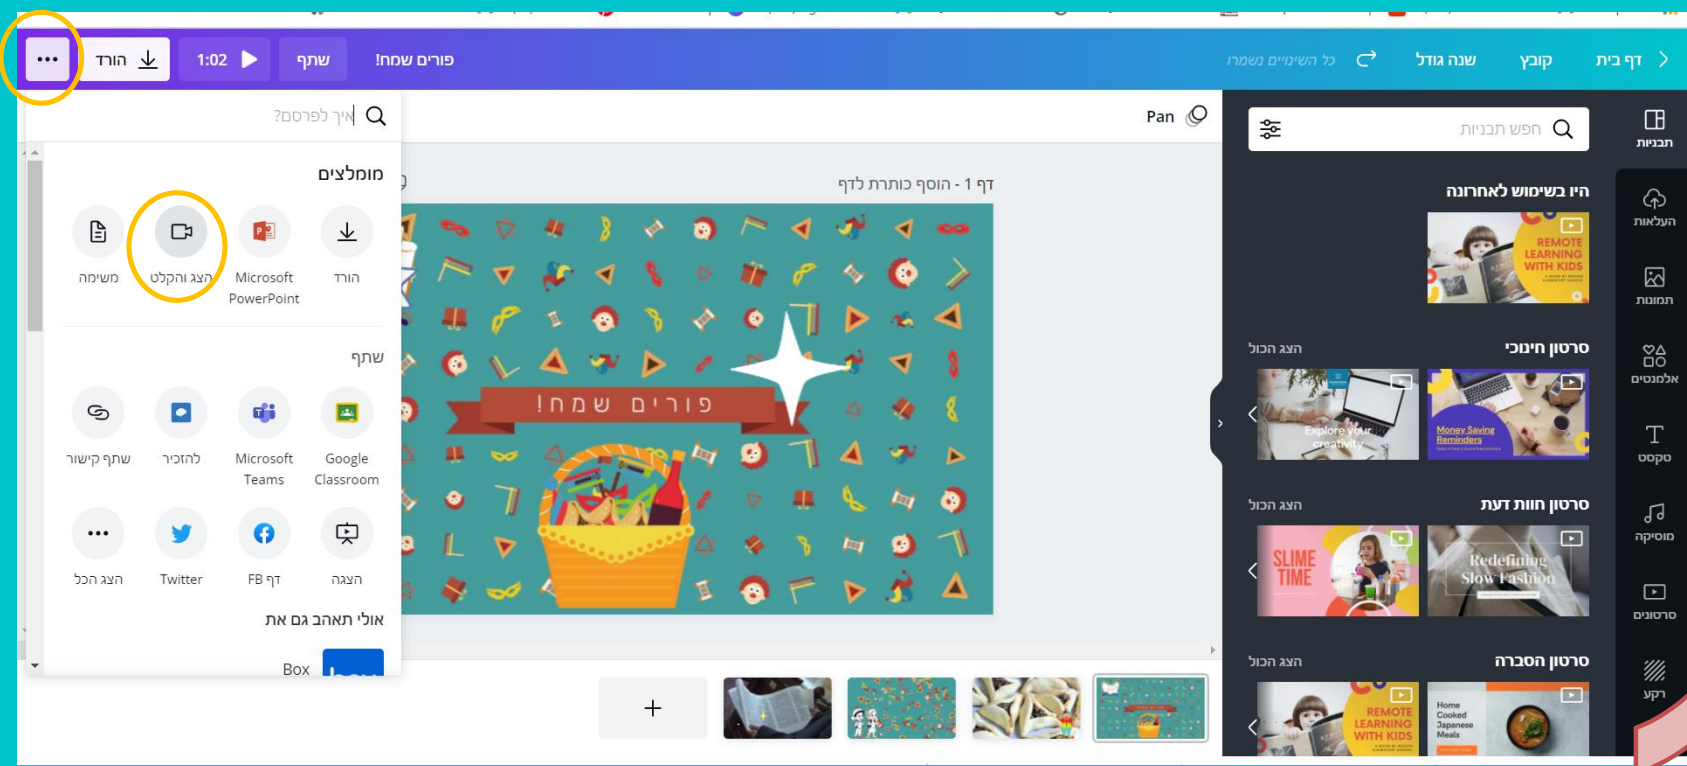 דף בית
קובץ
שנה גודל
כל השינויים נשמרו
פורים שמח!
שתף
1:02
הורד
Pan
איך לפרסם?
מומלצים
הורד
Microsoft PowerPoint
הצג והקלט
משימה
שתף
Google Classroom
Microsoft Teams
להזכיר
שתף קישור
הצגה
דף FB
Twitter
הצג הכל
אולי תאהב גם את
Box
דף 1 - הוסף כותרת לדף
פורים שמח!
חפש תבניות
היו בשימוש לאחרונה
REMOTE
LEARNING
WITH KIDS
סרטון חינוכי
הצג הכול
Money Saving
Reminders
Explore your
creativity
סרטון חוות דעת
הצג הכול
Redefining
Slow Fashion
SLIME
TIME
סרטון הסברה
הצג הכול
Home
Cooked
Japanese
Meals
REMOTE
LEARNING
WITH KIDS
תבניות
העלאות
תמונות
אלמנטים
טקסט
מוסיקה
סרטונים
רקע